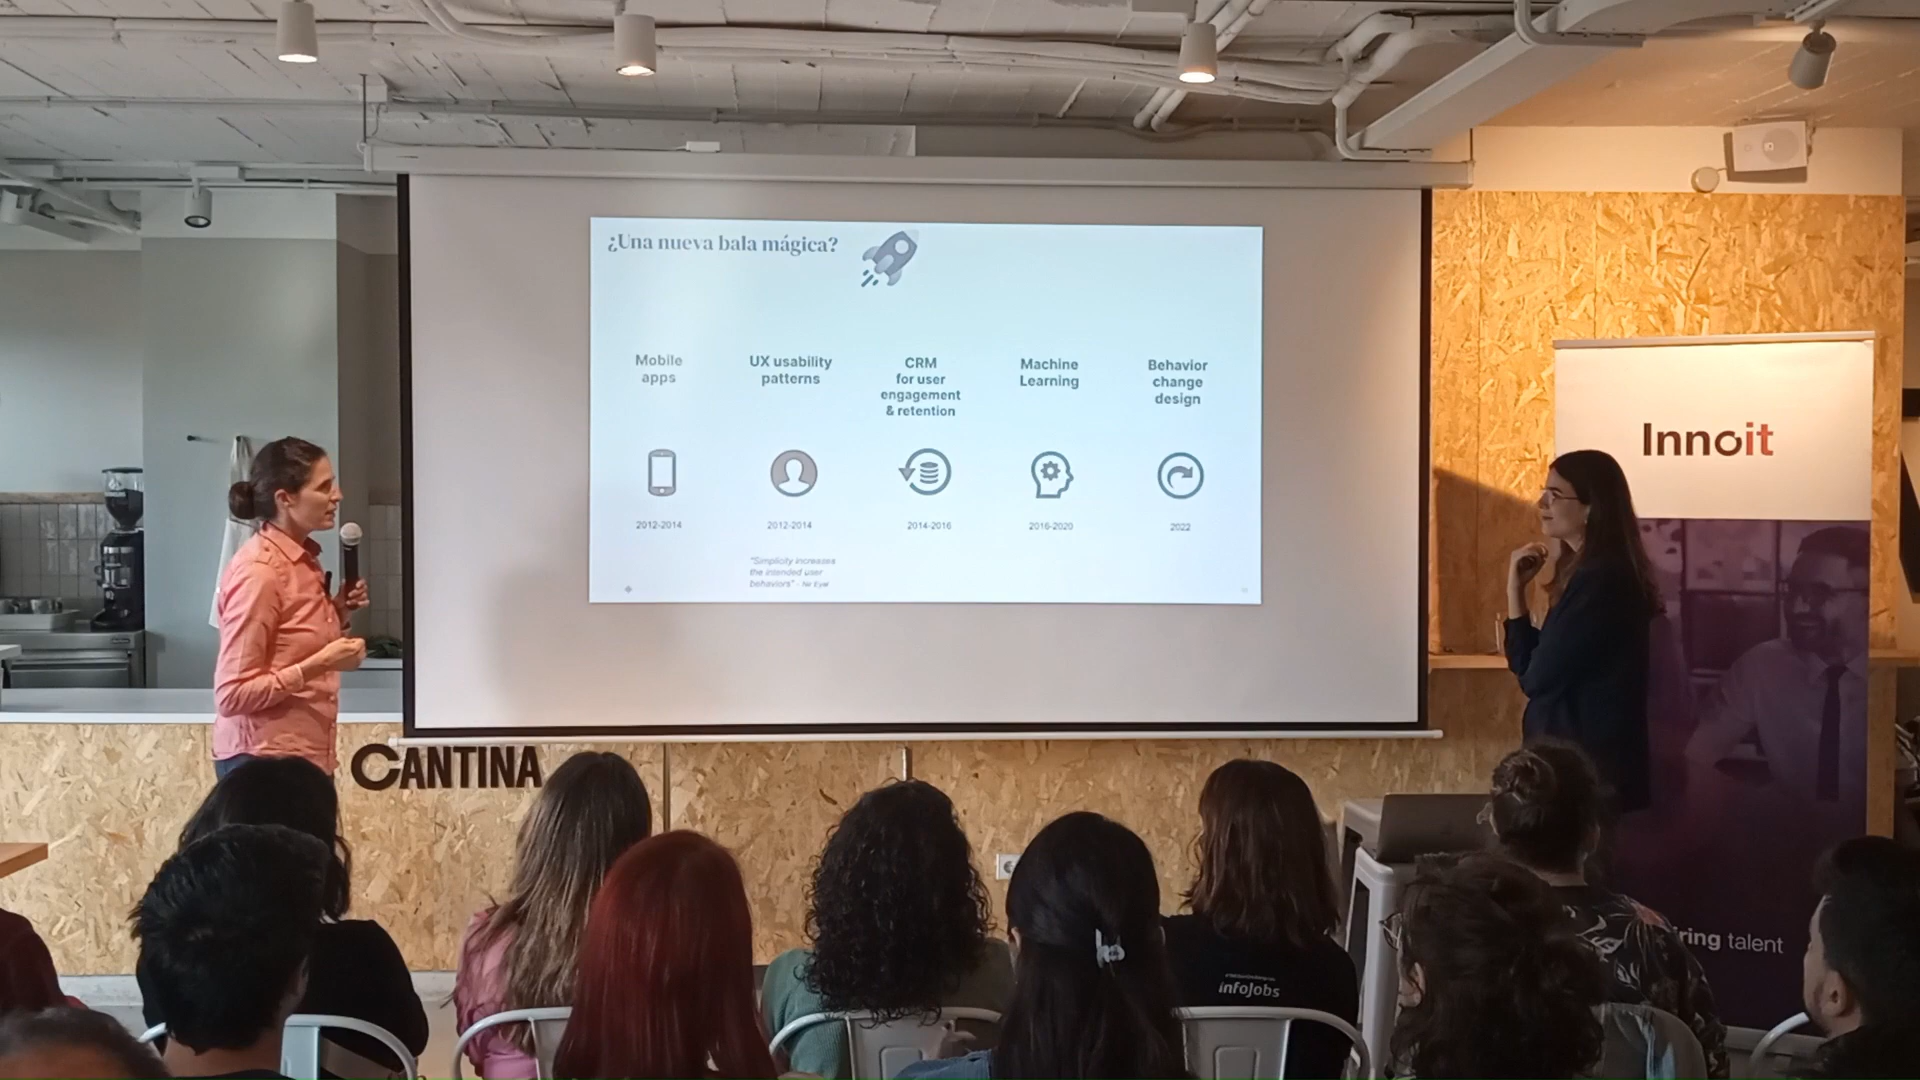 ¿Una nueva bala mágica?
Mobile
apps
UX usability
patterns
CRM
for user
engagement
& retention
Machine
Learning
Behavior
change
design
2012-2014
2012-2014
2014-2016
2016-2020
2022
"Simplicity increases
the intended user
behaviors" - Nir Eyal
Innoit
CANTINA
infoJobs
ring talent